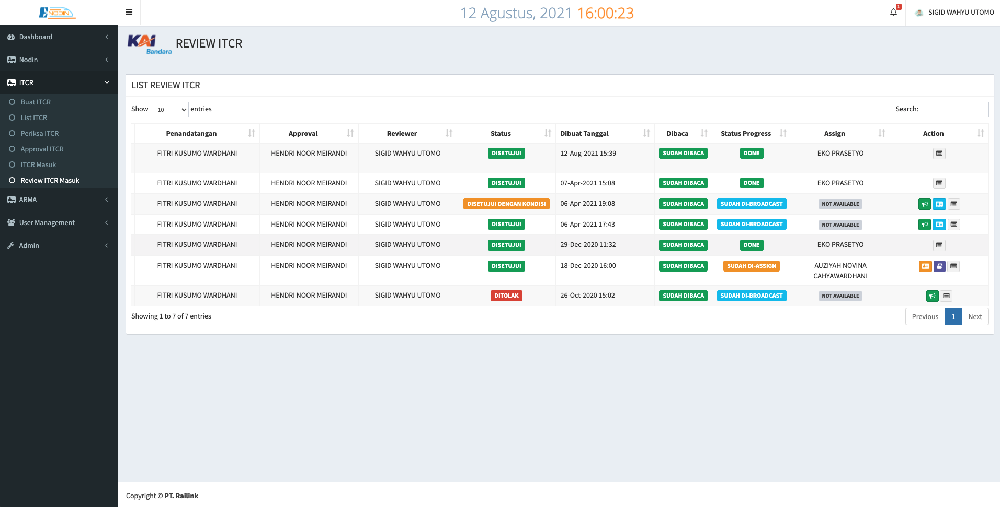 NODIN
12 Agustus, 2021 16:00:23
1
SIGID WAHYU UTOMO
Dashboard
Nodin
ITCR
Buat ITCR
List ITCR
Periksa ITCR
Approval ITCR
ITCR Masuk
Review ITCR Masuk
ARMA
User Management
Admin
KAI
Bandara
REVIEW ITCR
LIST REVIEW ITCR
Show 10 entries
Search:
Penandatangan Approval Reviewer Status Dibuat Tanggal Dibaca Status Progress Assign Action
FITRI KUSUMO WARDHANI HENDRI NOOR MEIRANDI SIGID WAHYU UTOMO DISETUJUI 12-Aug-2021 15:39 SUDAH DIBACA DONE EKO PRASETYO
FITRI KUSUMO WARDHANI HENDRI NOOR MEIRANDI SIGID WAHYU UTOMO DISETUJUI 07-Apr-2021 15:08 SUDAH DIBACA DONE EKO PRASETYO
FITRI KUSUMO WARDHANI HENDRI NOOR MEIRANDI SIGID WAHYU UTOMO DISETUJUI DENGAN KONDISI 06-Apr-2021 19:08 SUDAH DIBACA SUDAH DI-BROADCAST NOT AVAILABLE
FITRI KUSUMO WARDHANI HENDRI NOOR MEIRANDI SIGID WAHYU UTOMO DISETUJUI 06-Apr-2021 17:43 SUDAH DIBACA SUDAH DI-BROADCAST NOT AVAILABLE
FITRI KUSUMO WARDHANI HENDRI NOOR MEIRANDI SIGID WAHYU UTOMO DISETUJUI 29-Dec-2020 11:32 SUDAH DIBACA DONE EKO PRASETYO
FITRI KUSUMO WARDHANI HENDRI NOOR MEIRANDI SIGID WAHYU UTOMO DISETUJUI 18-Dec-2020 16:00 SUDAH DIBACA SUDAH DI-ASSIGN AUZIYAH NOVINA
CAHYAWARDHANI
FITRI KUSUMO WARDHANI HENDRI NOOR MEIRANDI SIGID WAHYU UTOMO DITOLAK 26-Oct-2020 15:02 SUDAH DIBACA SUDAH DI-BROADCAST NOT AVAILABLE
Showing 1 to 7 of 7 entries
Previous 1 Next
Copyright © PT. Railink